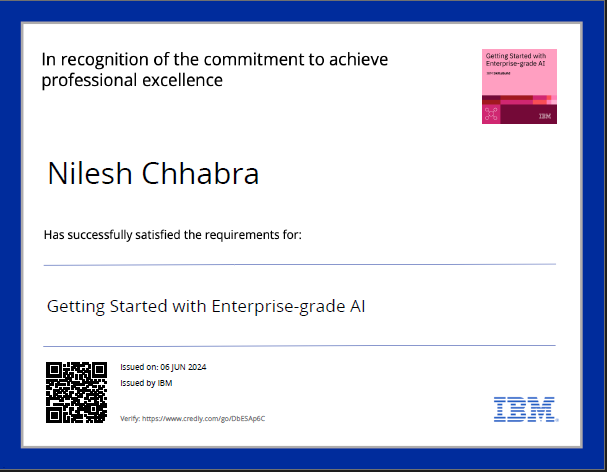 In recognition of the commitment to achieve
professional excellence
Getting Started with
Enterprise-grade AI
IBM
Nilesh Chhabra
Has successfully satisfied the requirements for:
Getting Started with Enterprise-grade AI
Issued on: 06 JUN 2024
Issued by IBM
Verify: https://www.credly.com/go/DbESAp6C
IBM®